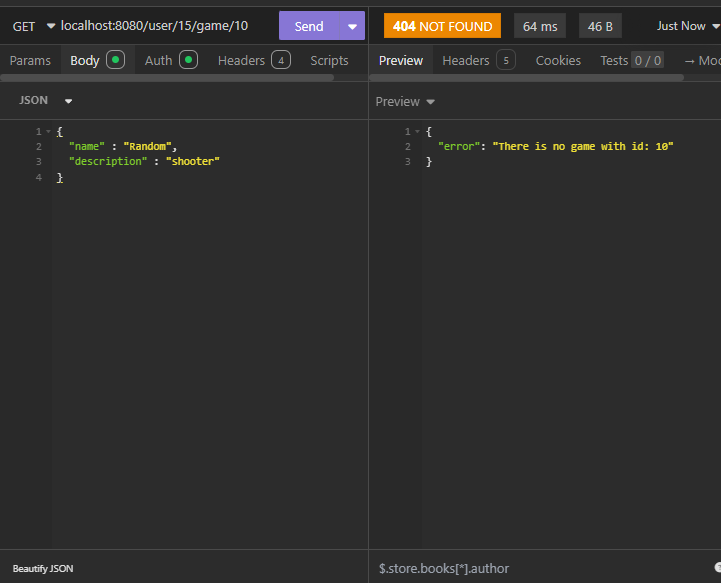 GET localhost:8080/user/15/game/10 Send 404 NOT FOUND 64 ms 46 B Just Now
Params Body Auth Headers 4 Scripts Preview Headers 5 Cookies Tests 0 / 0 → Moc
JSON
Preview
1 {
2 "name" : "Random",
3 "description" : "shooter"
4 }
1 {
2 "error": "There is no game with id: 10"
3 }
Beautify JSON
$.store.books[*].author